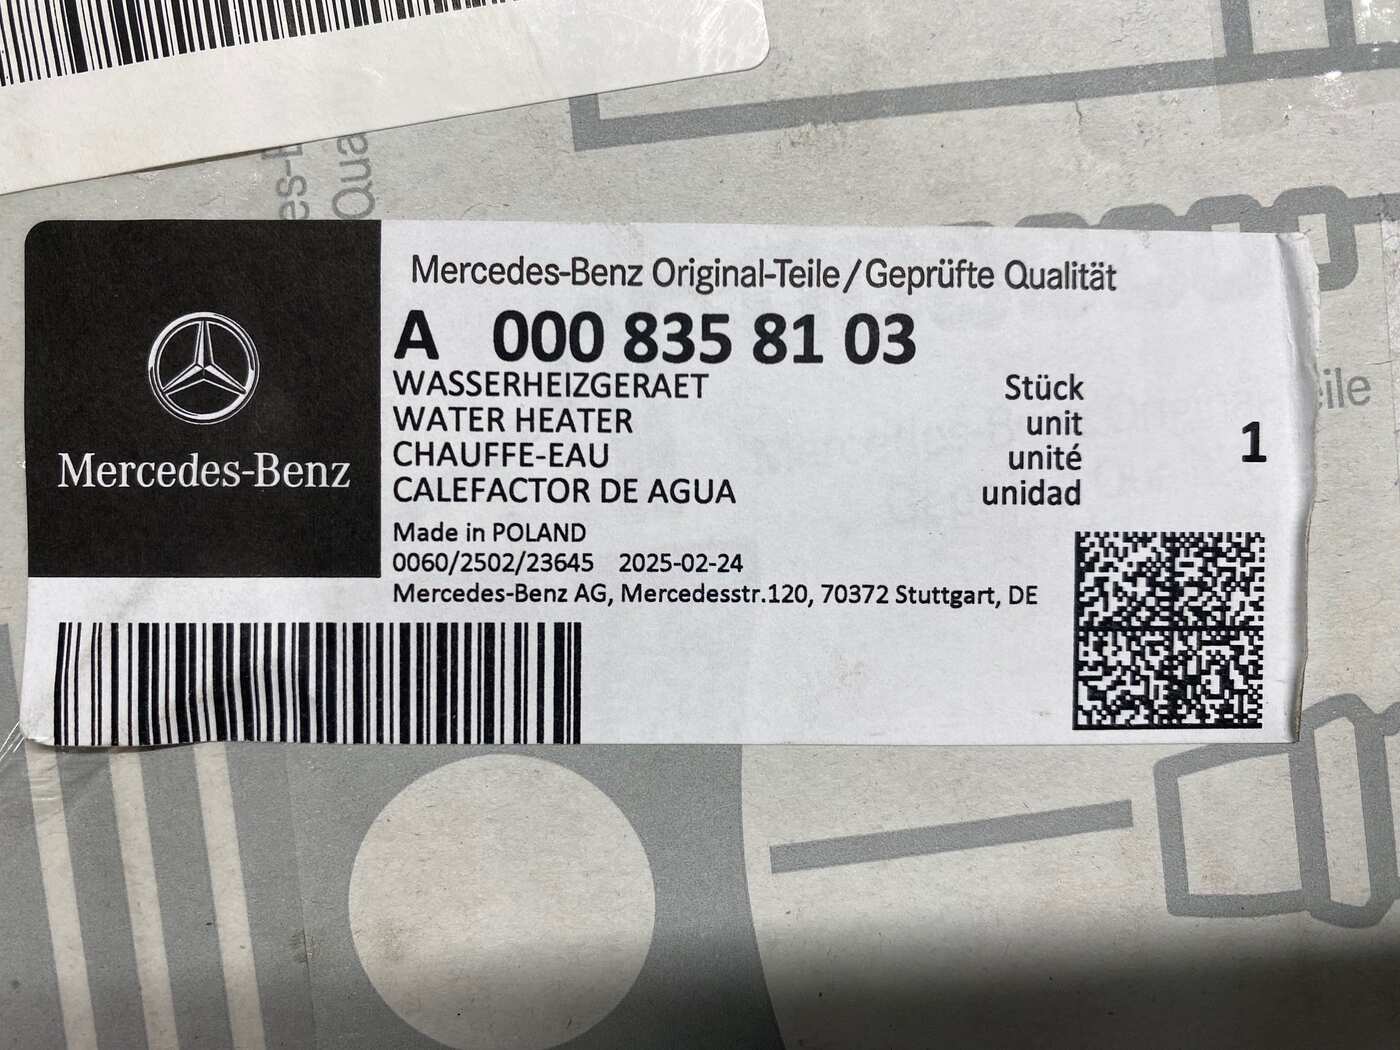 Mercedes-Benz Original-Teile/Geprüfte Qualität
A 000 835 81 03
WASSERHEIZGERAET Stück
WATER HEATER unit
CHAUFFE-EAU unité
CALEFACTOR DE AGUA unidad
1
Mercedes-Benz
Made in POLAND
0060/2502/23645 2025-02-24
Mercedes-Benz AG, Mercedesstr.120, 70372 Stuttgart, DE